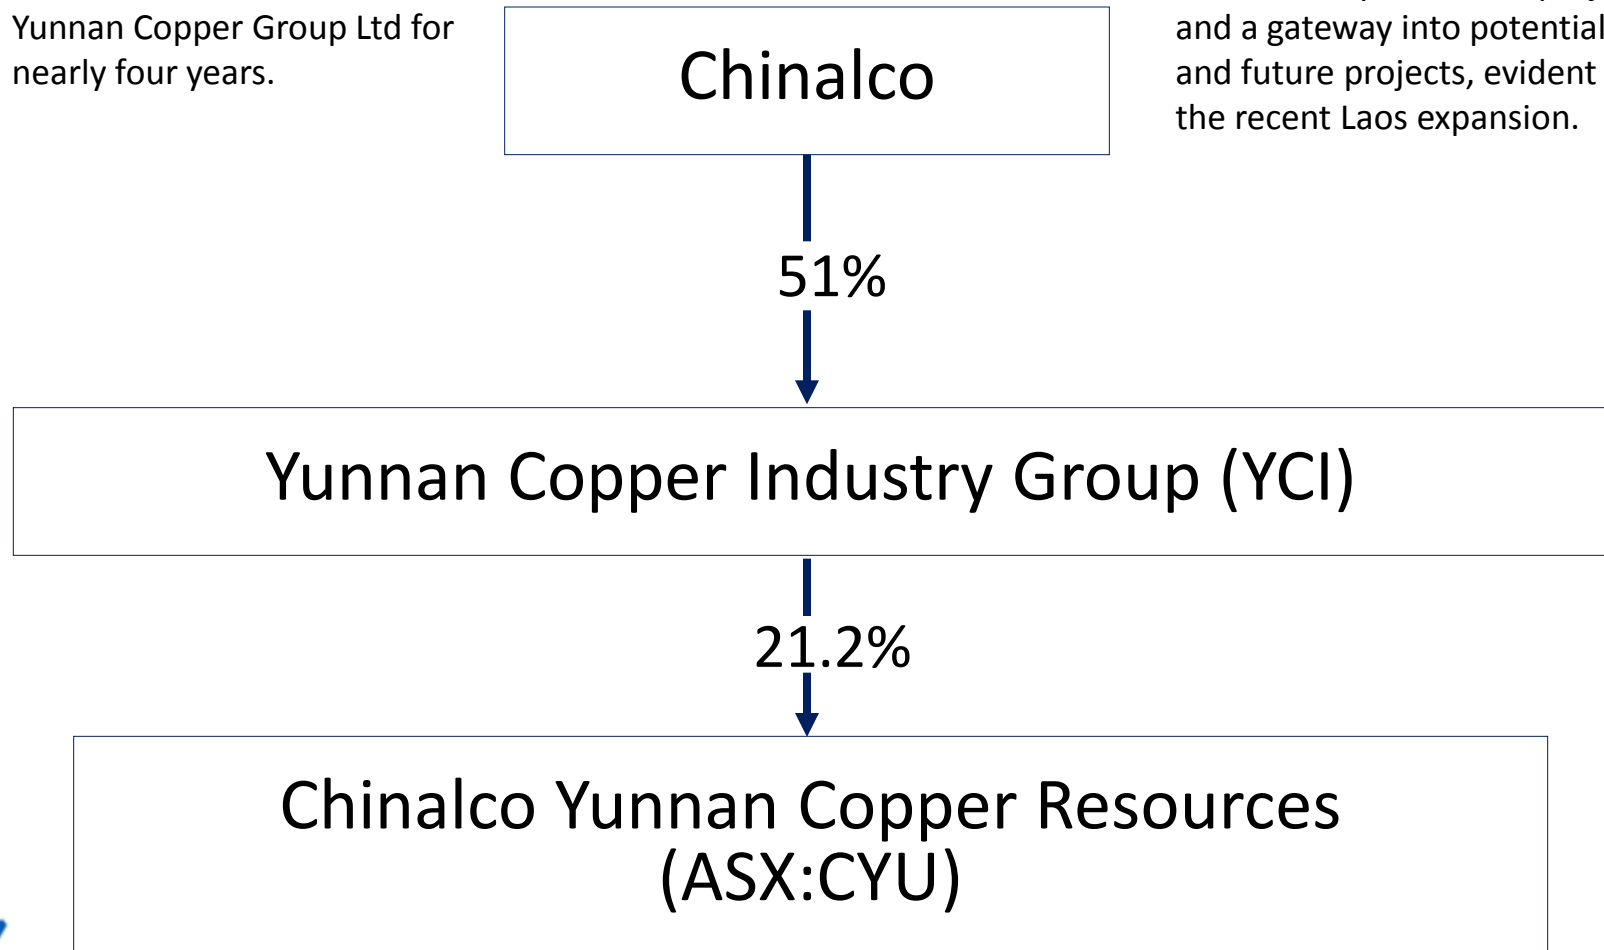 Yunnan Copper Group Ltd for
nearly four years.
Chinalco
and a gateway into potential
and future projects, evident
the recent Laos expansion.
51%
Yunnan Copper Industry Group (YCI)
21.2%
Chinalco Yunnan Copper Resources
(ASX:CYU)